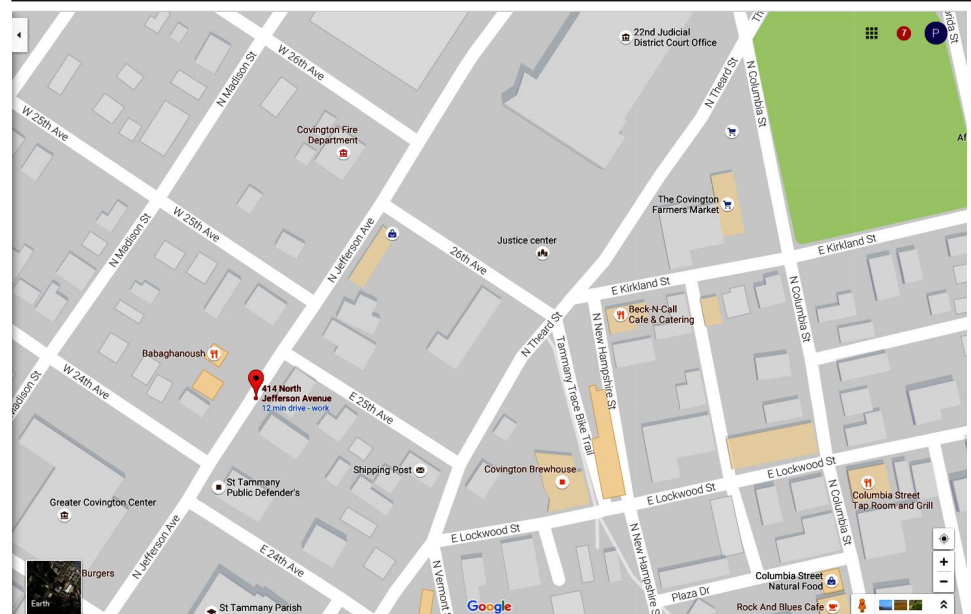 22nd Judicial
District Court Office
7
P
W 26th Ave
N Madison St
N Theard St
N Columbia St
W 25th Ave
Covington Fire
Department
The Covington
Farmers Market
W 25th Ave
N Madison St
N Jefferson Ave
26th Ave
Justice center
E Kirkland St
E Kirkland St
N Columbia St
Beck-N-Call
Cafe & Catering
N Theard St
Tammany Trace Bike Trail
N New Hampshire St
Babaghanoush
W 24th Ave
414 North
Jefferson Avenue
12 min drive - work
E 25th Ave
Shipping Post
Covington Brewhouse
E Lockwood St
E Lockwood St
Columbia Street
Tap Room and Grill
St Tammany
Public Defender's
Greater Covington Center
N Jefferson Ave
E 24th Ave
E Lockwood St
N Vermont
N New Hampshire St
N Columbia St
Plaza Dr
Columbia Street
Natural Food
Rock And Blues Cafe
Burgers
Earth
St Tammany Parish
Google
+
−